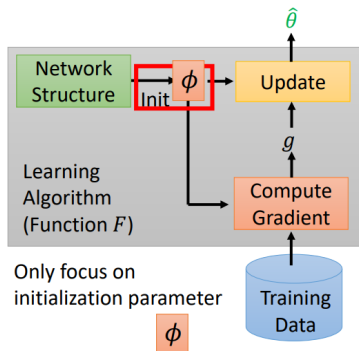 θ̂
Network
Structure
Init
ϕ
Update
g
Learning
Algorithm
(Function F)
Compute
Gradient
Only focus on
initialization parameter
ϕ
Training
Data